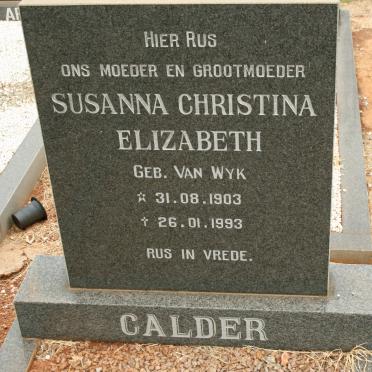 HIER RUS
ONS MOEDER EN GROOTMOEDER
SUSANNA CHRISTINA
ELIZABETH
GEB. VAN WYK
☆ 31.08.1903
✝ 26.01.1993
RUS IN VREDE.
CALDER